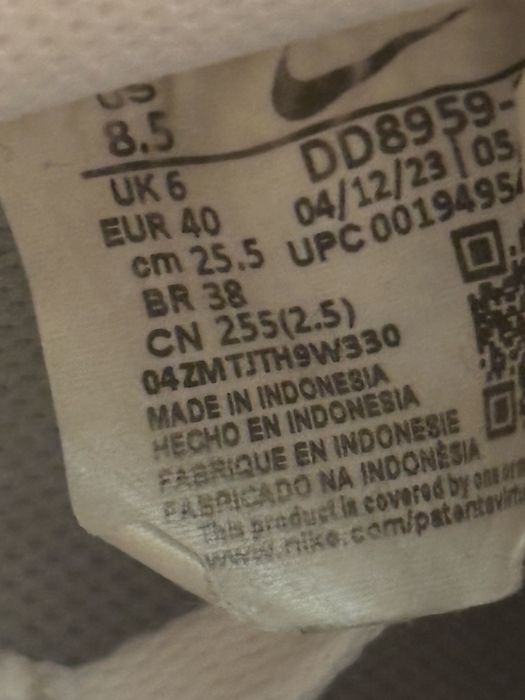 US
8.5
UK 6
EUR 40
cm 25.5
BR 38
CN 255(2.5)
DD8959-
04/12/23 | 05
UPC 0019495
04ZMTJTH9W330
MADE IN INDONESIA
HECHO EN INDONESIA
FABRIQUE EN INDONESIE
FABRICADO NA INDONÉSIA
This product is covered by one or
www.nike.com/patents